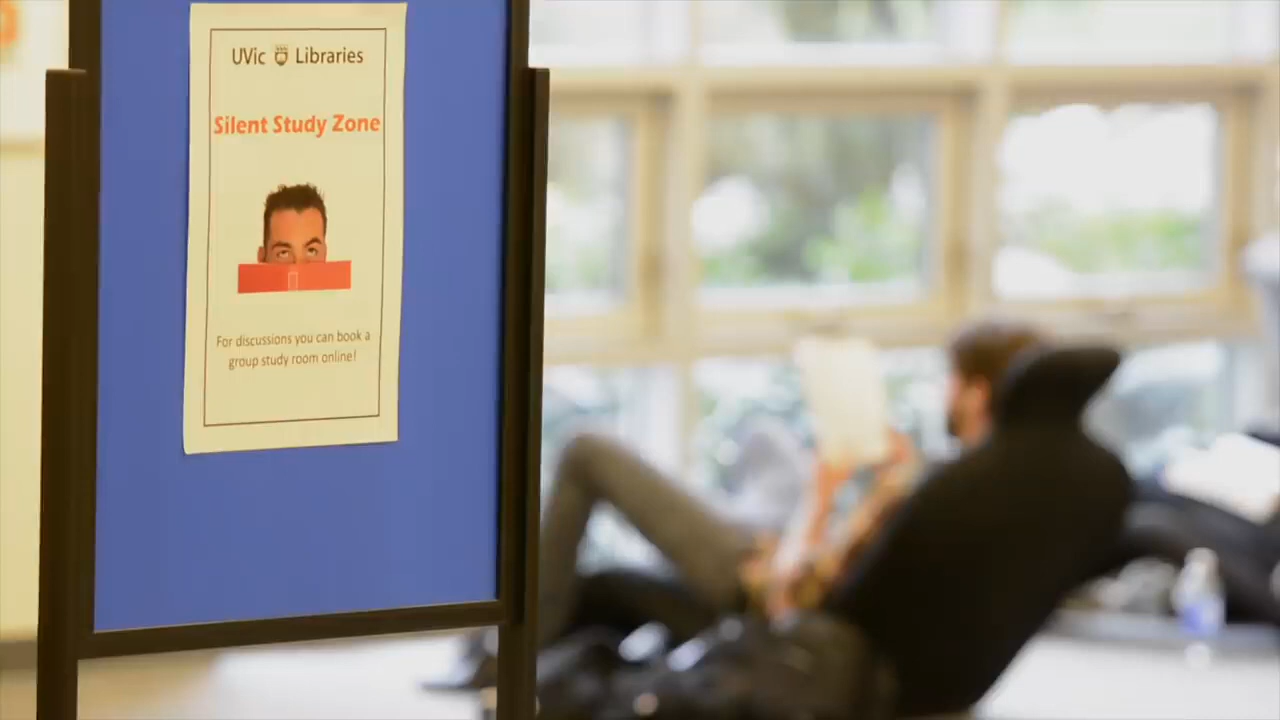 UVic Libraries
Silent Study Zone
For discussions you can book a
group study room online!